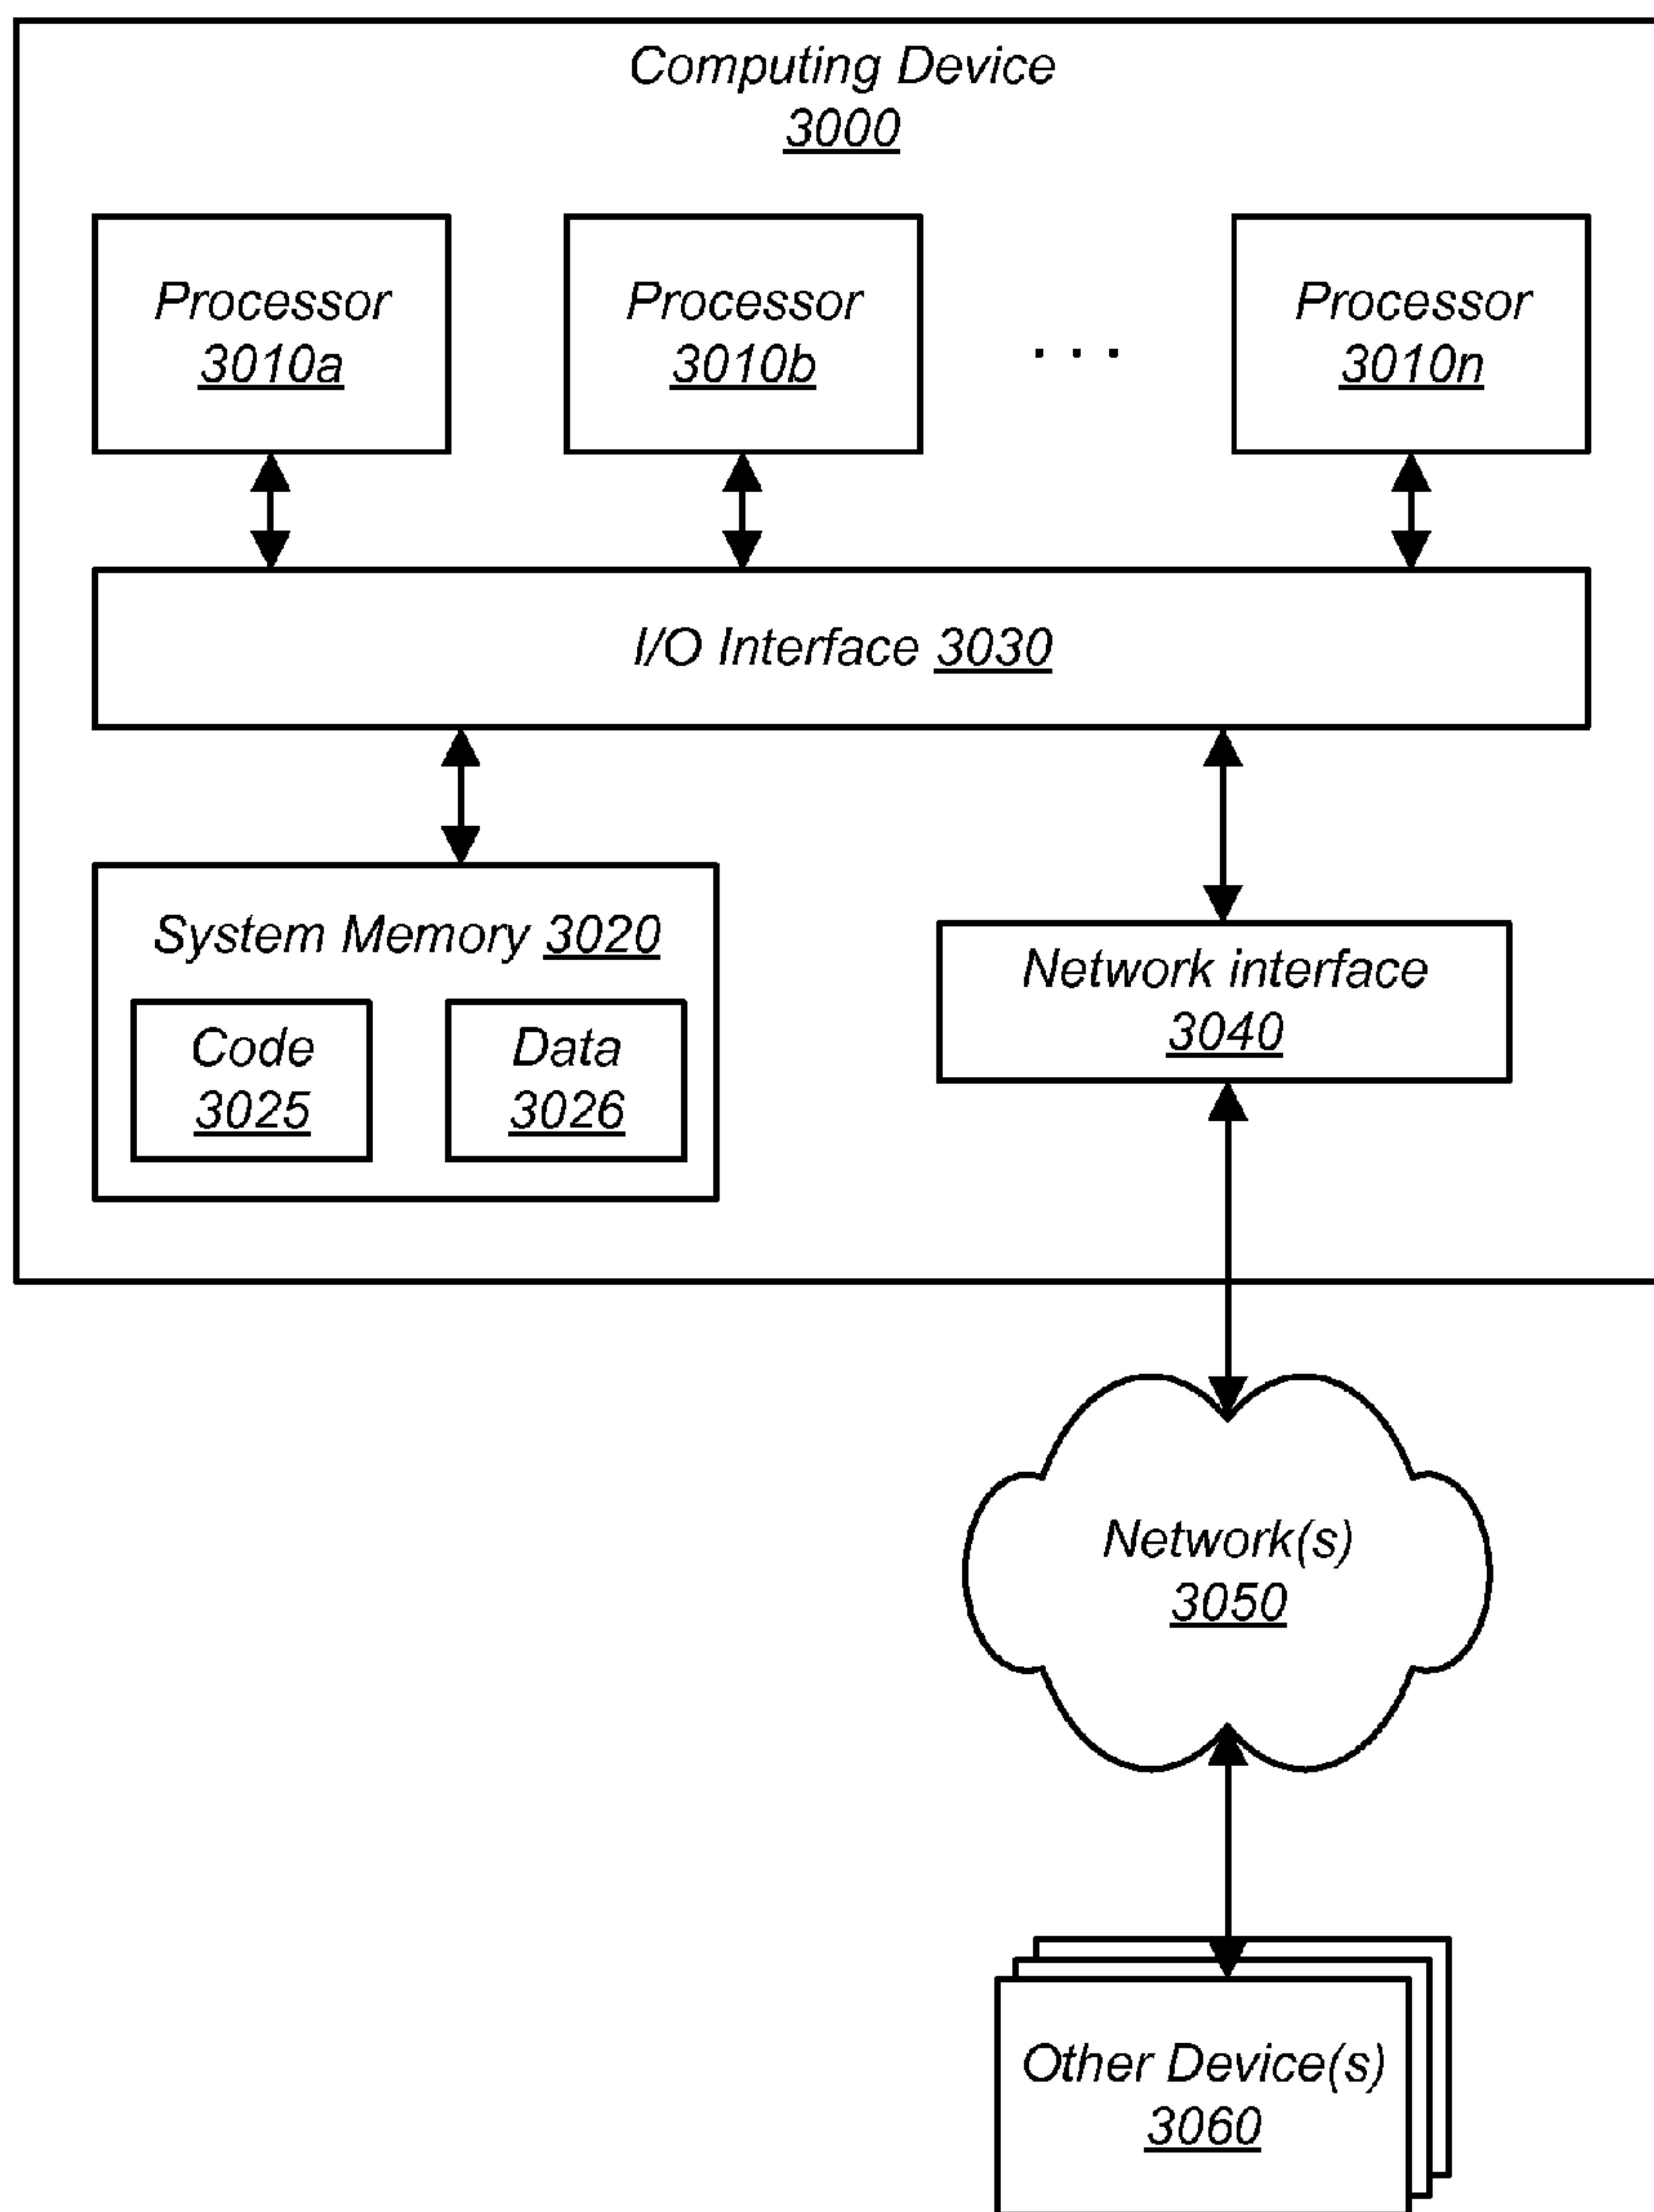 Computing Device
3000
Processor
3010a
Processor
3010b
. . .
Processor
3010n
I/O Interface 3030
System Memory 3020
Code
3025
Data
3026
Network interface
3040
Network(s)
3050
Other Device(s)
3060